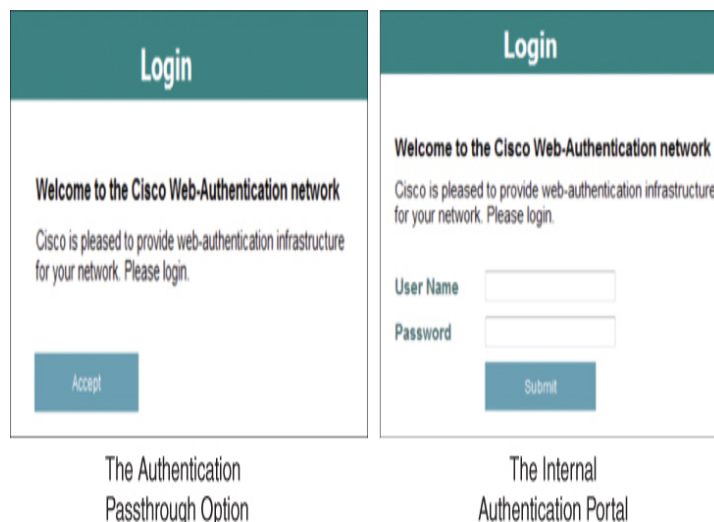 Login
Welcome to the Cisco Web-Authentication network
Cisco is pleased to provide web-authentication infrastructure
for your network. Please login.
Accept
The Authentication
Passthrough Option
Login
Welcome to the Cisco Web-Authentication network
Cisco is pleased to provide web-authentication infrastructure
for your network. Please login.
User Name
Password
Submit
The Internal
Authentication Portal